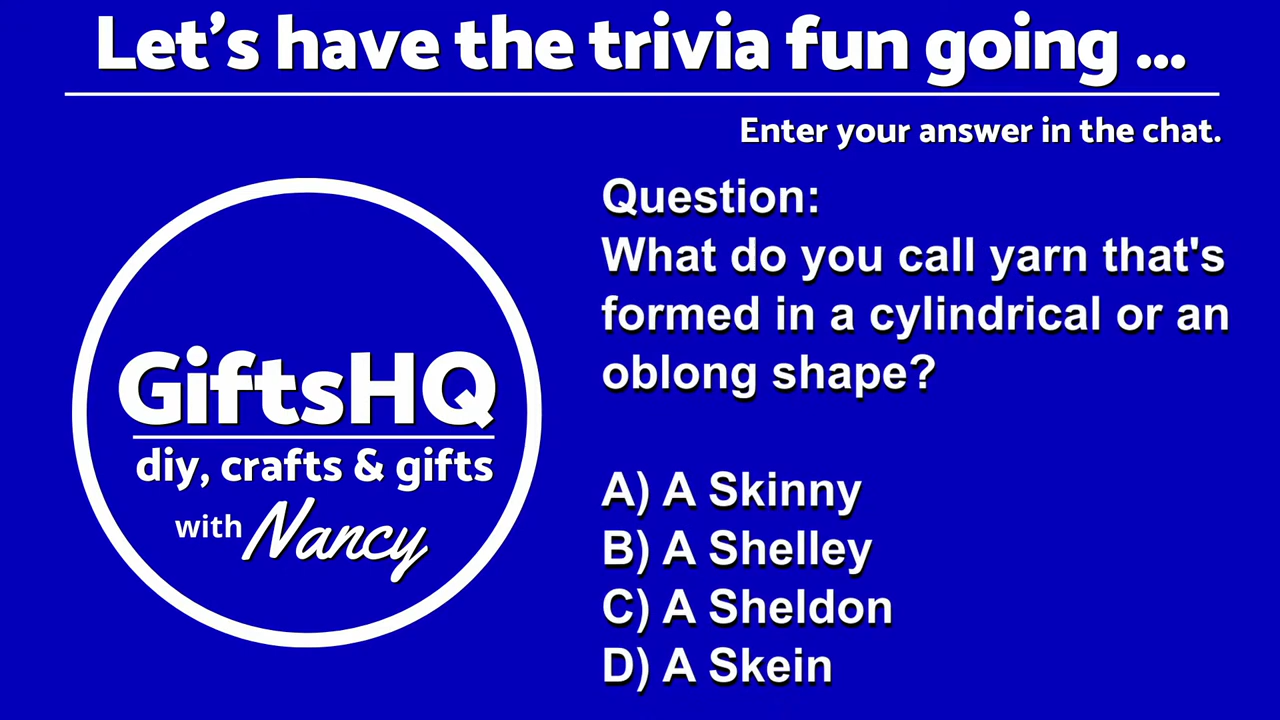 Let's have the trivia fun going ...
Enter your answer in the chat.
GiftsHQ
diy, crafts & gifts
with Nancy
Question:
What do you call yarn that's
formed in a cylindrical or an
oblong shape?
A) A Skinny
B) A Shelley
C) A Sheldon
D) A Skein